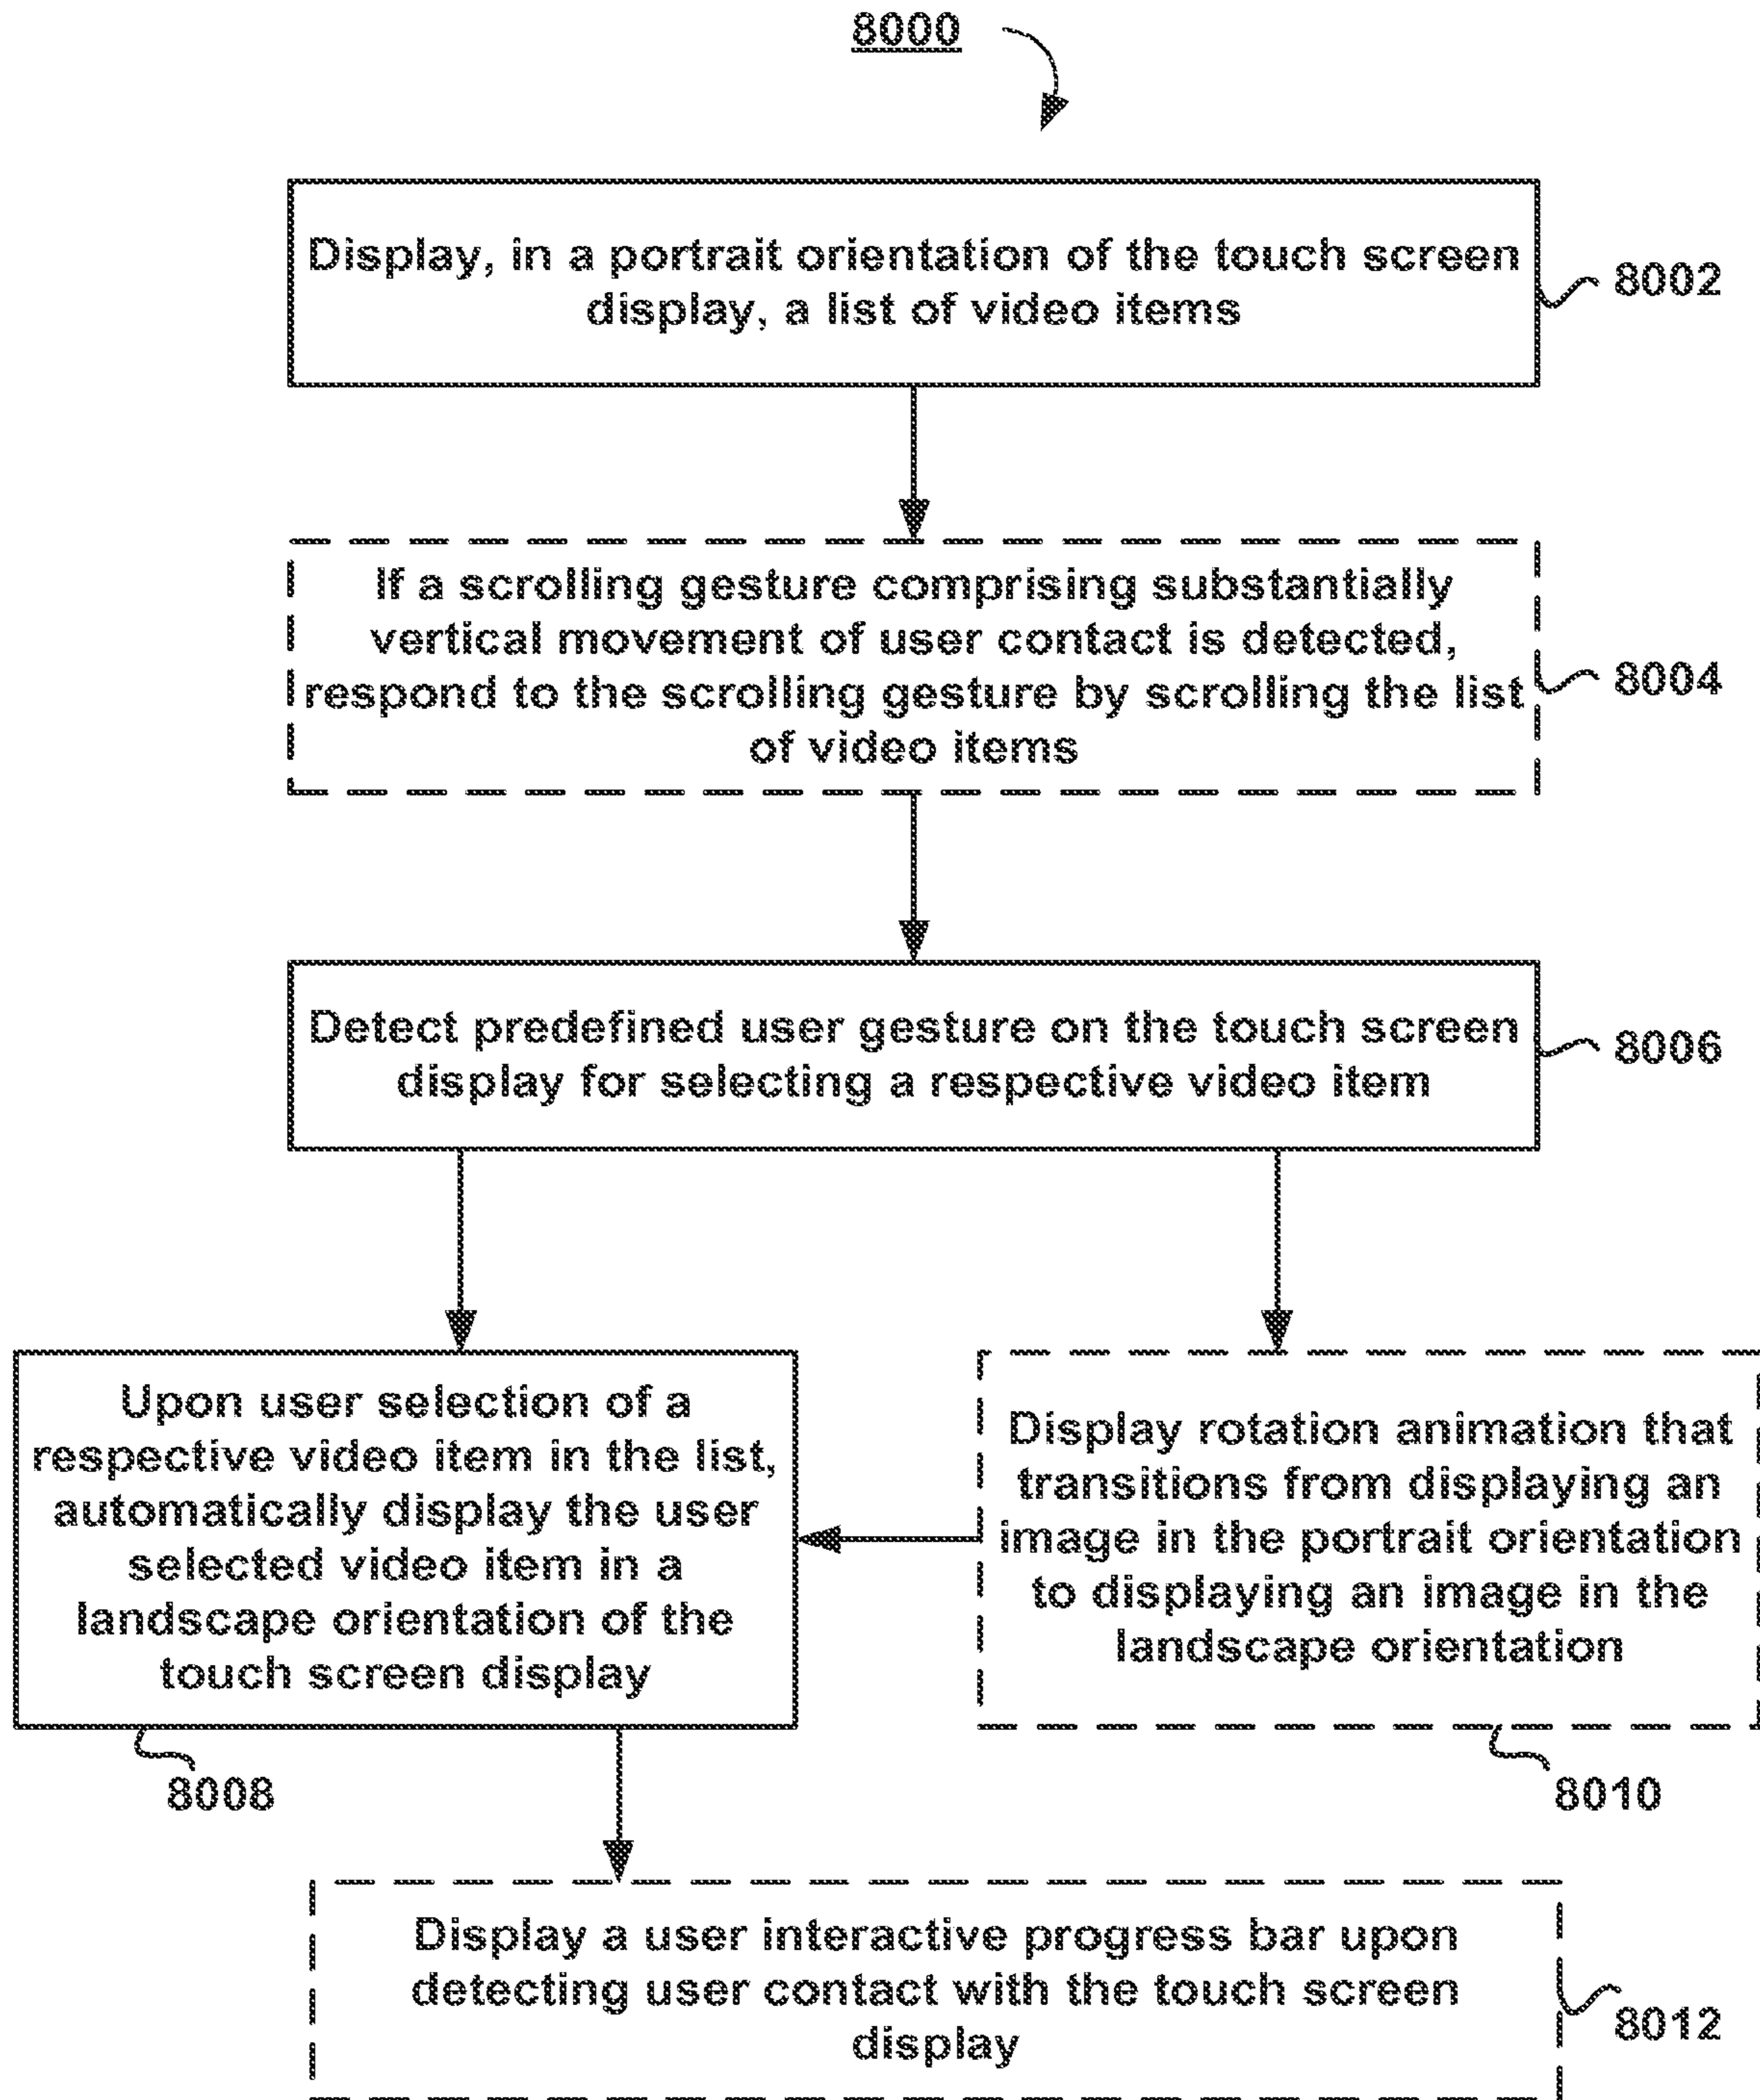 8000
Display, in a portrait orientation of the touch screen
display, a list of video items
8002
If a scrolling gesture comprising substantially
vertical movement of user contact is detected,
respond to the scrolling gesture by scrolling the list
of video items
8004
Detect predefined user gesture on the touch screen
display for selecting a respective video item
8006
Upon user selection of a
respective video item in the list,
automatically display the user
selected video item in a
landscape orientation of the
touch screen display
8008
Display rotation animation that
transitions from displaying an
image in the portrait orientation
to displaying an image in the
landscape orientation
8010
Display a user interactive progress bar upon
detecting user contact with the touch screen
display
8012